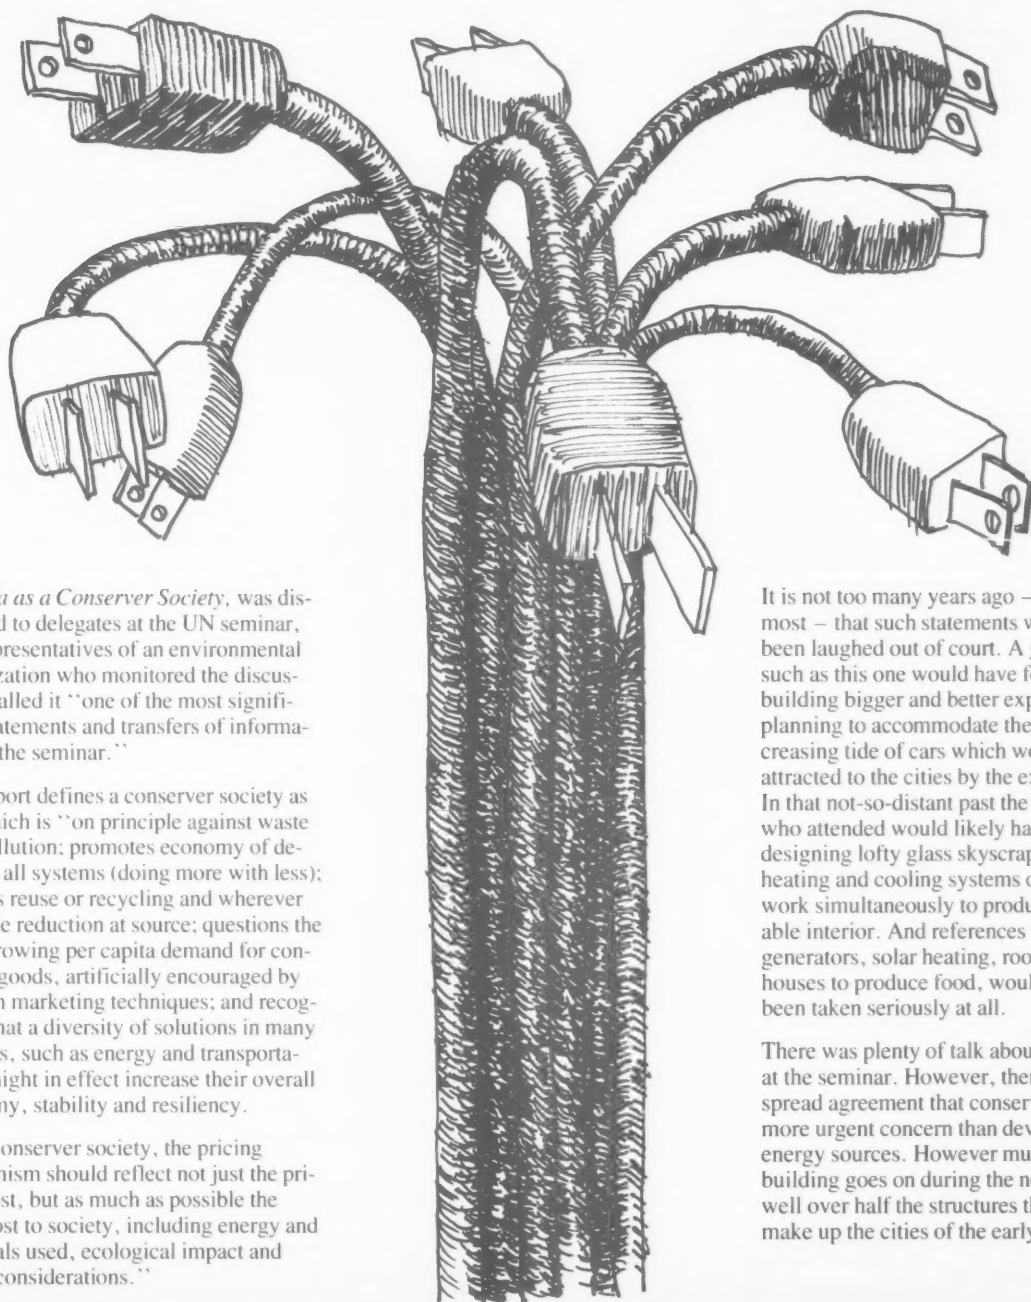 a as a Conserver Society, was dis-
d to delegates at the UN seminar,
presentatives of an environmental
zation who monitored the discus-
alled it "one of the most signifi-
atements and transfers of informa-
the seminar."
port defines a conserver society as
hich is "on principle against waste
llution; promotes economy of de-
all systems (doing more with less);
s reuse or recycling and wherever
e reduction at source; questions the
rowing per capita demand for con-
goods, artificially encouraged by
n marketing techniques; and recog-
hat a diversity of solutions in many
s, such as energy and transporta-
might in effect increase their overall
ny, stability and resiliency.
onserver society, the pricing
nism should reflect not just the pri-
ost, but as much as possible the
ost to society, including energy and
als used, ecological impact and
considerations."
It is not too many years ago –
most – that such statements w
been laughed out of court. A g
such as this one would have fo
building bigger and better exp
planning to accommodate the
creasing tide of cars which wo
attracted to the cities by the ex
In that not-so-distant past the
who attended would likely ha
designing lofty glass skyscrap
heating and cooling systems o
work simultaneously to produ
able interior. And references
generators, solar heating, roo
houses to produce food, woul
been taken seriously at all.
There was plenty of talk abou
at the seminar. However, ther
spread agreement that conserv
more urgent concern than dev
energy sources. However mu
building goes on during the ne
well over half the structures th
make up the cities of the early